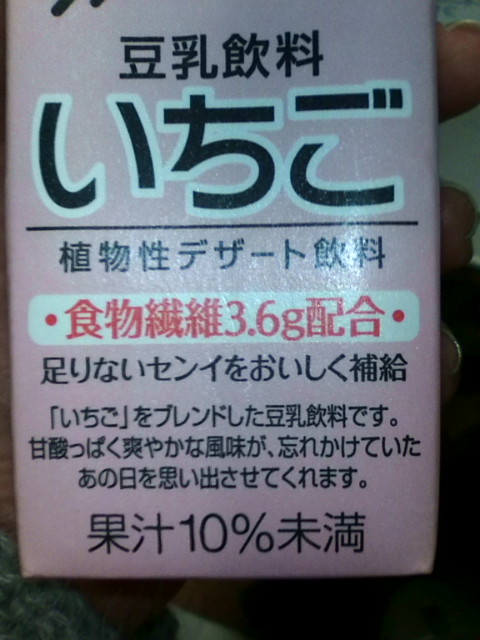 豆乳飲料
いちご
植物性デザート飲料
・食物繊維3.6g配合・
足りないセンイをおいしく補給
「いちご」をブレンドした豆乳飲料です。
甘酸っぱく爽やかな風味が、忘れかけていた
あの日を思い出させてくれます。
果汁10%未満